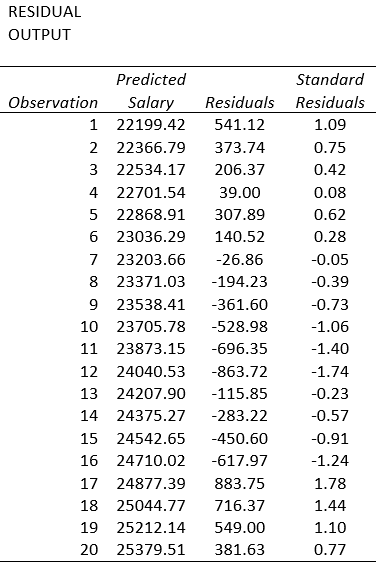 RESIDUAL
OUTPUT
Predicted Standard
Observation Salary Residuals Residuals
1 22199.42 541.12 1.09
2 22366.79 373.74 0.75
3 22534.17 206.37 0.42
4 22701.54 39.00 0.08
5 22868.91 307.89 0.62
6 23036.29 140.52 0.28
7 23203.66 -26.86 -0.05
8 23371.03 -194.23 -0.39
9 23538.41 -361.60 -0.73
10 23705.78 -528.98 -1.06
11 23873.15 -696.35 -1.40
12 24040.53 -863.72 -1.74
13 24207.90 -115.85 -0.23
14 24375.27 -283.22 -0.57
15 24542.65 -450.60 -0.91
16 24710.02 -617.97 -1.24
17 24877.39 883.75 1.78
18 25044.77 716.37 1.44
19 25212.14 549.00 1.10
20 25379.51 381.63 0.77